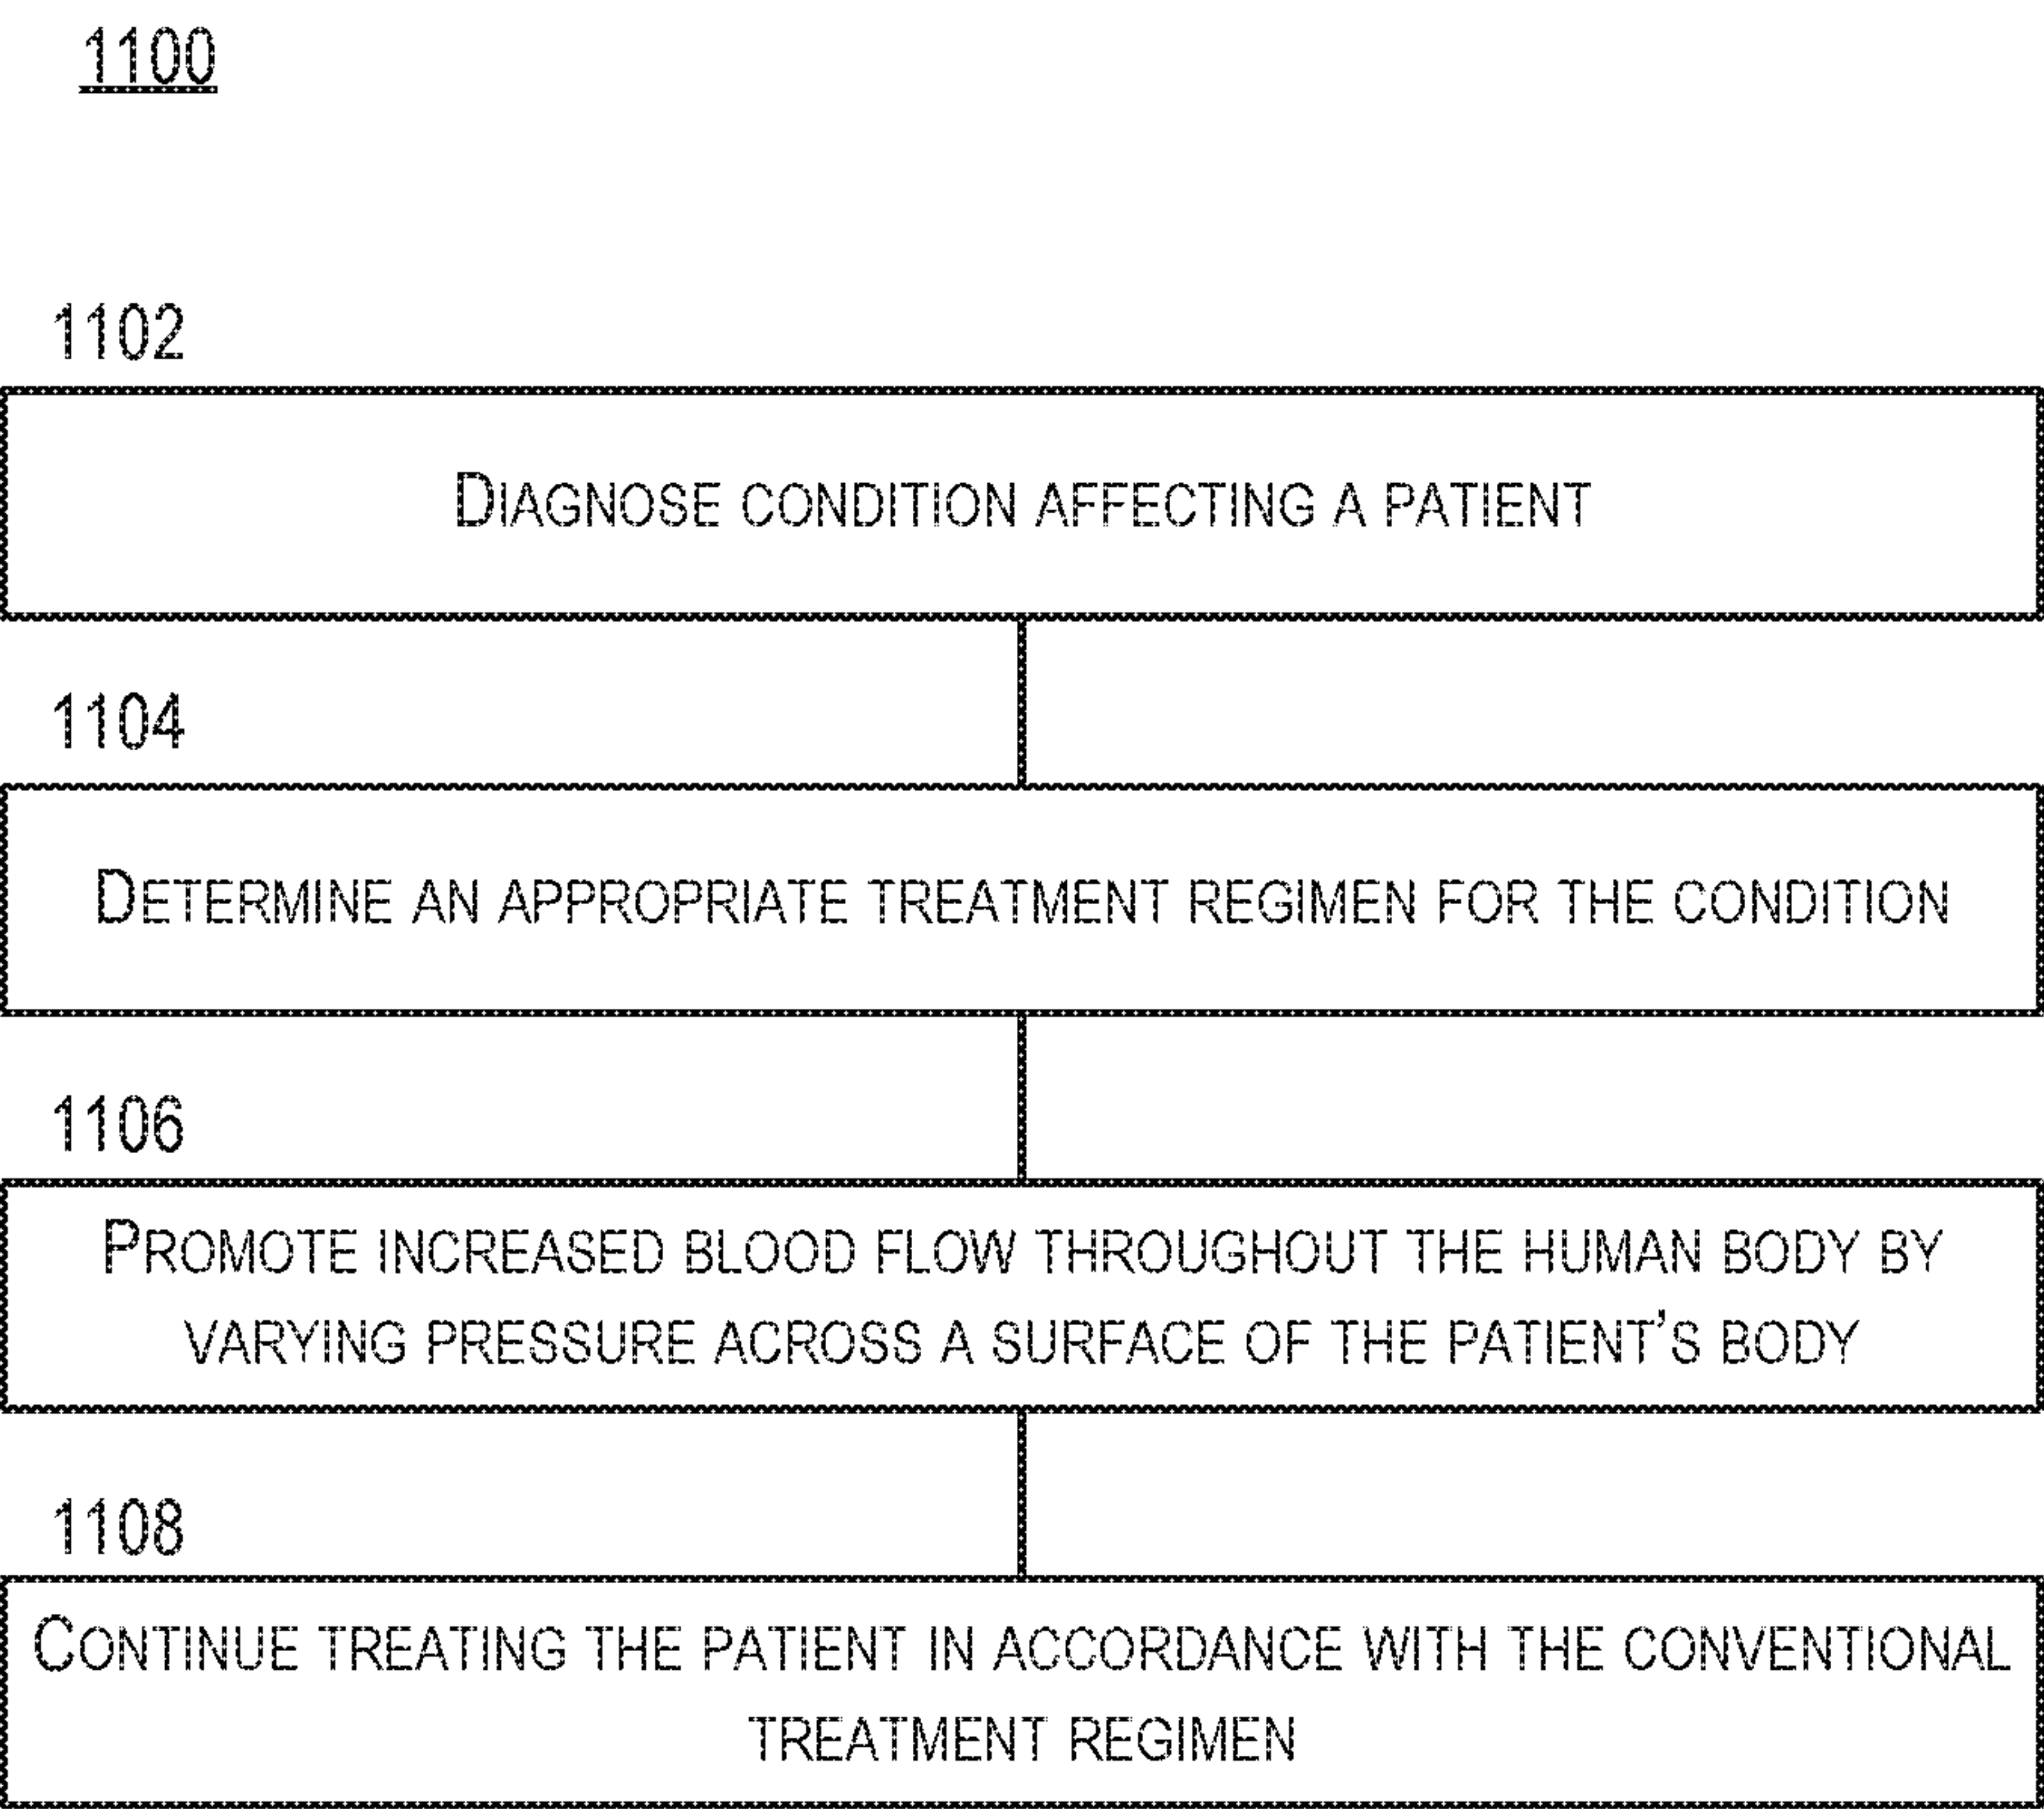 1100
1102
Diagnose condition affecting a patient
1104
Determine an appropriate treatment regimen for the condition
1106
Promote increased blood flow throughout the human body by
varying pressure across a surface of the patient's body
1108
Continue treating the patient in accordance with the conventional
treatment regimen